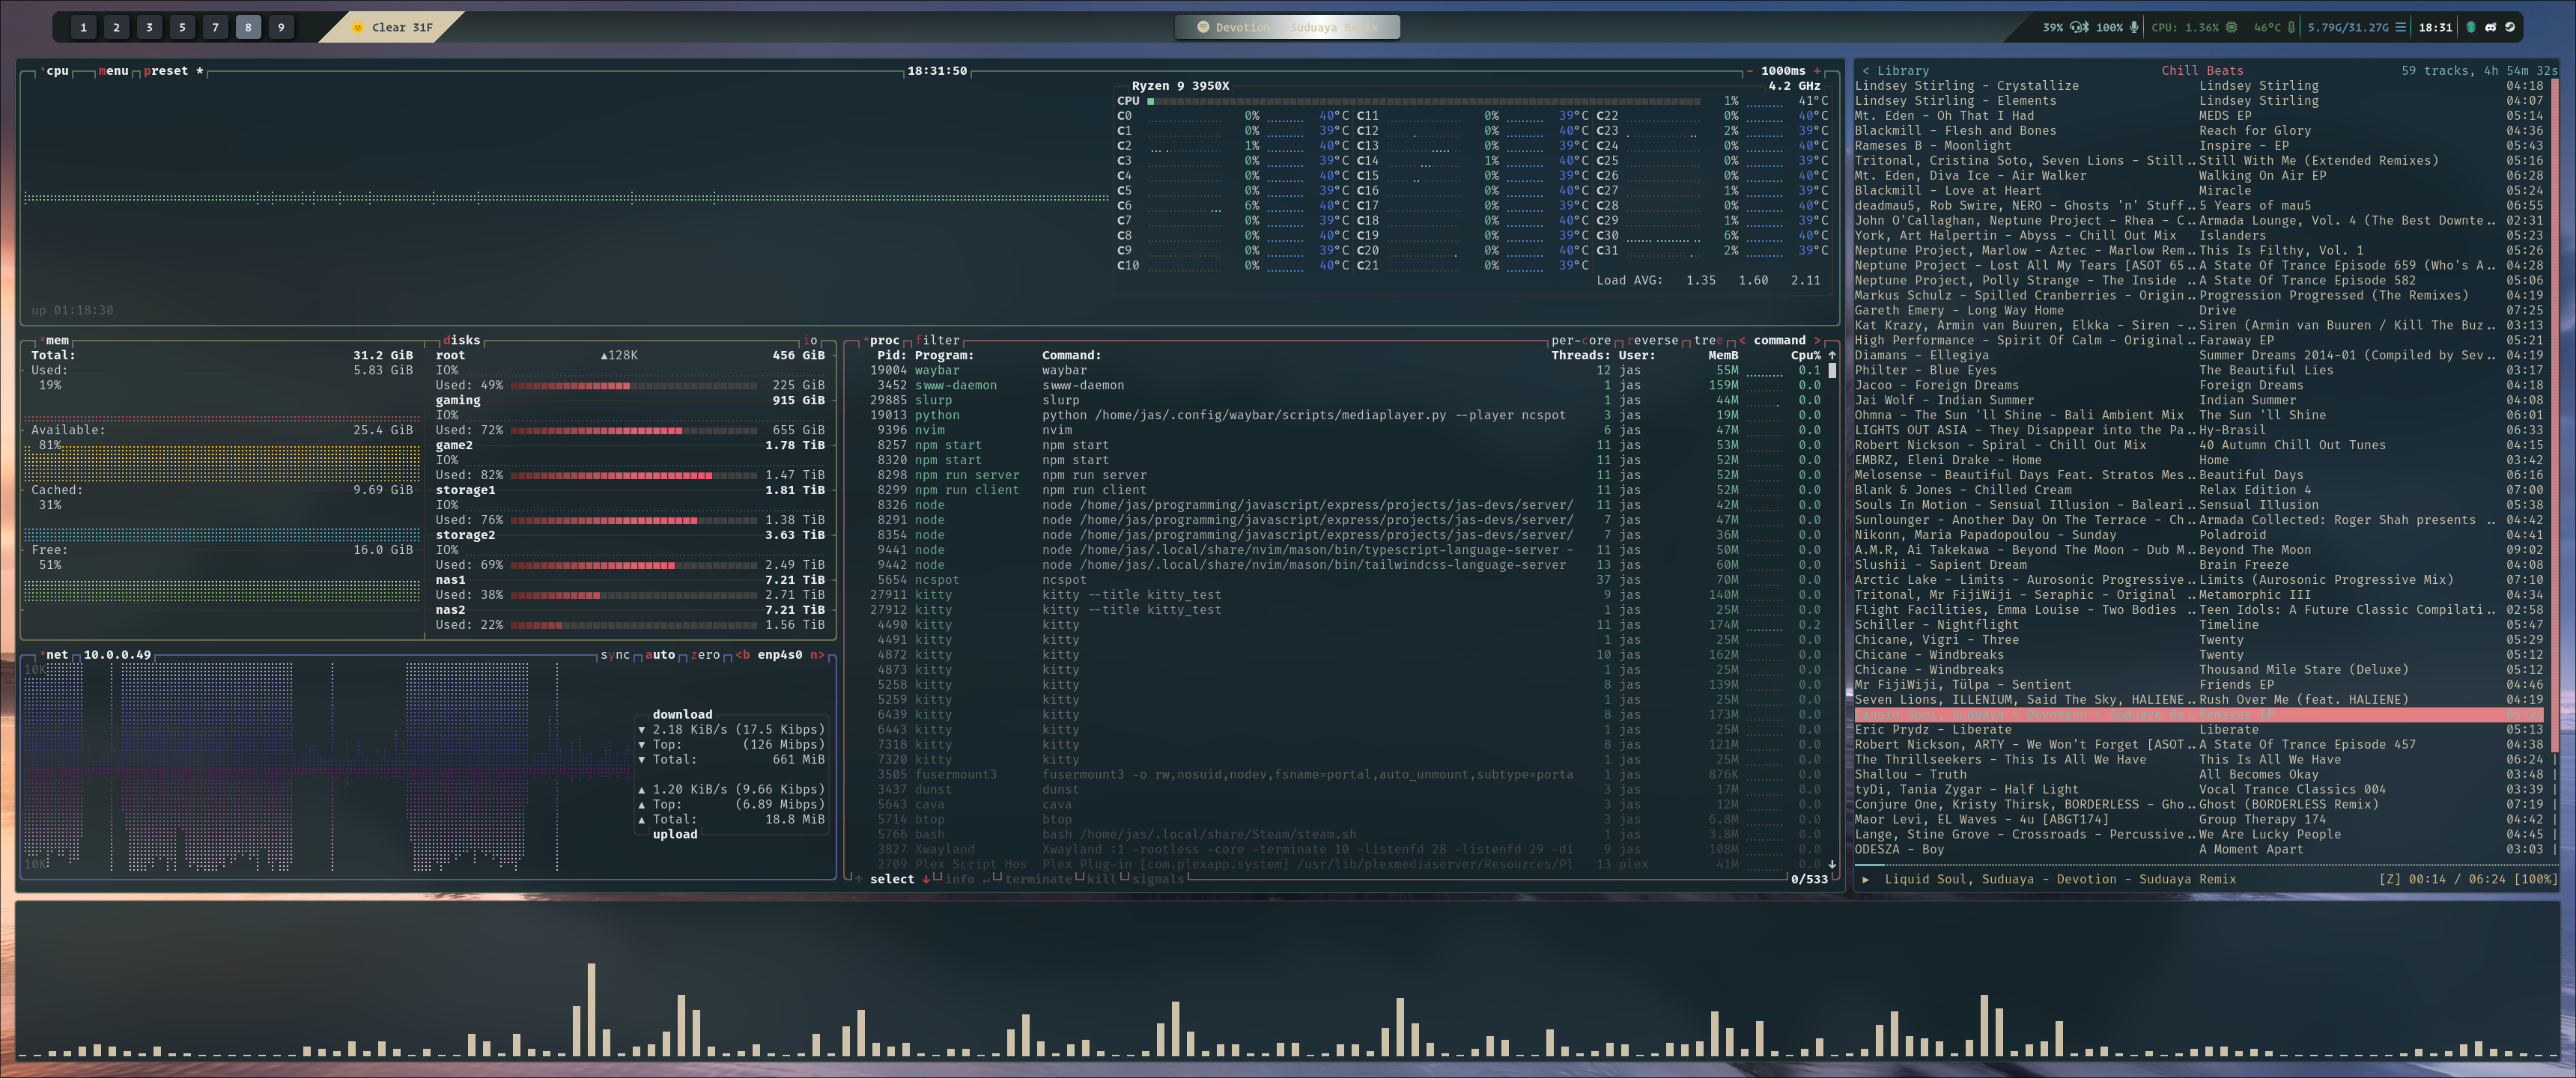 1 2 3 5 7 8 9 Clear 31F Devotion - Suduaya Remix 39% 100% CPU: 1.36% 46°C 5.79G/31.27G 18:31
¹cpu menu preset * 18:31:50 - 1000ms +
Ryzen 9 3950X 4.2 GHz
CPU 1% 41°C
C0 0% 40°C C11 0% 39°C C22 0% 40°C
C1 0% 39°C C12 0% 40°C C23 2% 39°C
C2 1% 40°C C13 0% 39°C C24 0% 40°C
C3 0% 39°C C14 1% 40°C C25 0% 39°C
C4 0% 40°C C15 0% 39°C C26 0% 40°C
C5 0% 39°C C16 0% 40°C C27 1% 39°C
C6 6% 40°C C17 0% 39°C C28 0% 40°C
C7 0% 39°C C18 0% 40°C C29 1% 39°C
C8 0% 40°C C19 0% 39°C C30 6% 40°C
C9 0% 39°C C20 0% 40°C C31 2% 39°C
C10 0% 40°C C21 0% 39°C
Load AVG: 1.35 1.60 2.11
up 01:18:30
²mem
Total: 31.2 GiB
Used: 5.83 GiB
19%
Available: 25.4 GiB
81%
Cached: 9.69 GiB
31%
Free: 16.0 GiB
51%
disks io
root ▲128K 456 GiB
IO%
Used: 49% 225 GiB
gaming 915 GiB
IO%
Used: 72% 655 GiB
game2 1.78 TiB
IO%
Used: 82% 1.47 TiB
storage1 1.81 TiB
IO%
Used: 76% 1.38 TiB
storage2 3.63 TiB
IO%
Used: 69% 2.49 TiB
nas1 7.21 TiB
Used: 38% 2.71 TiB
nas2 7.21 TiB
Used: 22% 1.56 TiB
³net 10.0.0.49 sync auto zero <b enp4s0 n>
10K
download
▼ 2.18 KiB/s (17.5 Kibps)
▼ Top: (126 Mibps)
▼ Total: 661 MiB
▲ 1.20 KiB/s (9.66 Kibps)
▲ Top: (6.89 Mibps)
▲ Total: 18.8 MiB
upload
10K
⁴proc filter per-core reverse tree < command >
Pid: Program: Command: Threads: User: MemB Cpu% ↑
19004 waybar waybar 12 jas 55M 0.1
3452 swww-daemon swww-daemon 1 jas 159M 0.0
29885 slurp slurp 1 jas 44M 0.0
19013 python python /home/jas/.config/waybar/scripts/mediaplayer.py --player ncspot 3 jas 19M 0.0
9396 nvim nvim 6 jas 47M 0.0
8257 npm start npm start 11 jas 53M 0.0
8320 npm start npm start 11 jas 52M 0.0
8298 npm run server npm run server 11 jas 52M 0.0
8299 npm run client npm run client 11 jas 52M 0.0
8326 node node /home/jas/programming/javascript/express/projects/jas-devs/server/ 11 jas 42M 0.0
8291 node node /home/jas/programming/javascript/express/projects/jas-devs/server/ 7 jas 47M 0.0
8354 node node /home/jas/programming/javascript/express/projects/jas-devs/server/ 7 jas 36M 0.0
9441 node node /home/jas/.local/share/nvim/mason/bin/typescript-language-server - 11 jas 50M 0.0
9442 node node /home/jas/.local/share/nvim/mason/bin/tailwindcss-language-server 13 jas 60M 0.0
5654 ncspot ncspot 37 jas 70M 0.0
27911 kitty kitty --title kitty_test 9 jas 140M 0.0
27912 kitty kitty --title kitty_test 1 jas 25M 0.0
4490 kitty kitty 11 jas 174M 0.2
4491 kitty kitty 1 jas 25M 0.0
4872 kitty kitty 10 jas 162M 0.0
4873 kitty kitty 1 jas 25M 0.0
5258 kitty kitty 8 jas 139M 0.0
5259 kitty kitty 1 jas 25M 0.0
6439 kitty kitty 8 jas 173M 0.0
6443 kitty kitty 1 jas 25M 0.0
7318 kitty kitty 8 jas 121M 0.0
7320 kitty kitty 1 jas 25M 0.0
3505 fusermount3 fusermount3 -o rw,nosuid,nodev,fsname=portal,auto_unmount,subtype=porta 1 jas 876K 0.0
3437 dunst dunst 3 jas 17M 0.0
5643 cava cava 3 jas 12M 0.0
5714 btop btop 3 jas 6.8M 0.0
5766 bash bash /home/jas/.local/share/Steam/steam.sh 1 jas 3.8M 0.0
3827 Xwayland Xwayland :1 -rootless -core -terminate 10 -listenfd 28 -listenfd 29 -di 9 jas 108M 0.0
2709 Plex Script Hos Plex Plug-in [com.plexapp.system] /usr/lib/plexmediaserver/Resources/Pl 13 plex 41M 0.0 ↓
↑ select ↓ info ↵ terminate kill signals 0/533
< Library Chill Beats 59 tracks, 4h 54m 32s
Lindsey Stirling - Crystallize Lindsey Stirling 04:18
Lindsey Stirling - Elements Lindsey Stirling 04:07
Mt. Eden - Oh That I Had MEDS EP 05:14
Blackmill - Flesh and Bones Reach for Glory 04:36
Rameses B - Moonlight Inspire - EP 05:43
Tritonal, Cristina Soto, Seven Lions - Still.. Still With Me (Extended Remixes) 05:16
Mt. Eden, Diva Ice - Air Walker Walking On Air EP 06:28
Blackmill - Love at Heart Miracle 05:24
deadmau5, Rob Swire, NERO - Ghosts 'n' Stuff.. 5 Years of mau5 06:55
John O'Callaghan, Neptune Project - Rhea - C.. Armada Lounge, Vol. 4 (The Best Downte.. 02:31
York, Art Halpertin - Abyss - Chill Out Mix Islanders 05:23
Neptune Project, Marlow - Aztec - Marlow Rem.. This Is Filthy, Vol. 1 05:26
Neptune Project - Lost All My Tears [ASOT 65.. A State Of Trance Episode 659 (Who's A.. 04:28
Neptune Project, Polly Strange - The Inside .. A State Of Trance Episode 582 05:06
Markus Schulz - Spilled Cranberries - Origin.. Progression Progressed (The Remixes) 04:19
Gareth Emery - Long Way Home Drive 07:25
Kat Krazy, Armin van Buuren, Elkka - Siren -.. Siren (Armin van Buuren / Kill The Buz.. 03:13
High Performance - Spirit Of Calm - Original.. Faraway EP 05:21
Diamans - Ellegiya Summer Dreams 2014-01 (Compiled by Sev.. 04:19
Philter - Blue Eyes The Beautiful Lies 03:17
Jacoo - Foreign Dreams Foreign Dreams 04:18
Jai Wolf - Indian Summer Indian Summer 04:08
Ohmna - The Sun 'll Shine - Bali Ambient Mix The Sun 'll Shine 06:01
LIGHTS OUT ASIA - They Disappear into the Pa.. Hy-Brasil 06:33
Robert Nickson - Spiral - Chill Out Mix 40 Autumn Chill Out Tunes 04:15
EMBRZ, Eleni Drake - Home Home 03:42
Melosense - Beautiful Days Feat. Stratos Mes.. Beautiful Days 06:16
Blank & Jones - Chilled Cream Relax Edition 4 07:00
Souls In Motion - Sensual Illusion - Baleari.. Sensual Illusion 05:38
Sunlounger - Another Day On The Terrace - Ch.. Armada Collected: Roger Shah presents .. 04:42
Nikonn, Maria Papadopoulou - Sunday Poladroid 04:41
A.M.R, Ai Takekawa - Beyond The Moon - Dub M.. Beyond The Moon 09:02
Slushii - Sapient Dream Brain Freeze 04:08
Arctic Lake - Limits - Aurosonic Progressive.. Limits (Aurosonic Progressive Mix) 07:10
Tritonal, Mr FijiWiji - Seraphic - Original .. Metamorphic III 04:34
Flight Facilities, Emma Louise - Two Bodies .. Teen Idols: A Future Classic Compilati.. 02:58
Schiller - Nightflight Timeline 05:47
Chicane, Vigri - Three Twenty 05:29
Chicane - Windbreaks Twenty 05:12
Chicane - Windbreaks Thousand Mile Stare (Deluxe) 05:12
Mr FijiWiji, Tülpa - Sentient Friends EP 04:46
Seven Lions, ILLENIUM, Said The Sky, HALIENE.. Rush Over Me (feat. HALIENE) 04:19
Liquid Soul, Suduaya - Devotion - Suduaya Re.. Remixes EP 06:24
Eric Prydz - Liberate Liberate 05:13
Robert Nickson, ARTY - We Won't Forget [ASOT.. A State Of Trance Episode 457 04:38
The Thrillseekers - This Is All We Have This Is All We Have 06:24
Shallou - Truth All Becomes Okay 03:48
tyDi, Tania Zygar - Half Light Vocal Trance Classics 004 03:39
Conjure One, Kristy Thirsk, BORDERLESS - Gho.. Ghost (BORDERLESS Remix) 07:19
Maor Levi, EL Waves - 4u [ABGT174] Group Therapy 174 04:42
Lange, Stine Grove - Crossroads - Percussive.. We Are Lucky People 04:45
ODESZA - Boy A Moment Apart 03:03
▶ Liquid Soul, Suduaya - Devotion - Suduaya Remix [Z] 00:14 / 06:24 [100%]